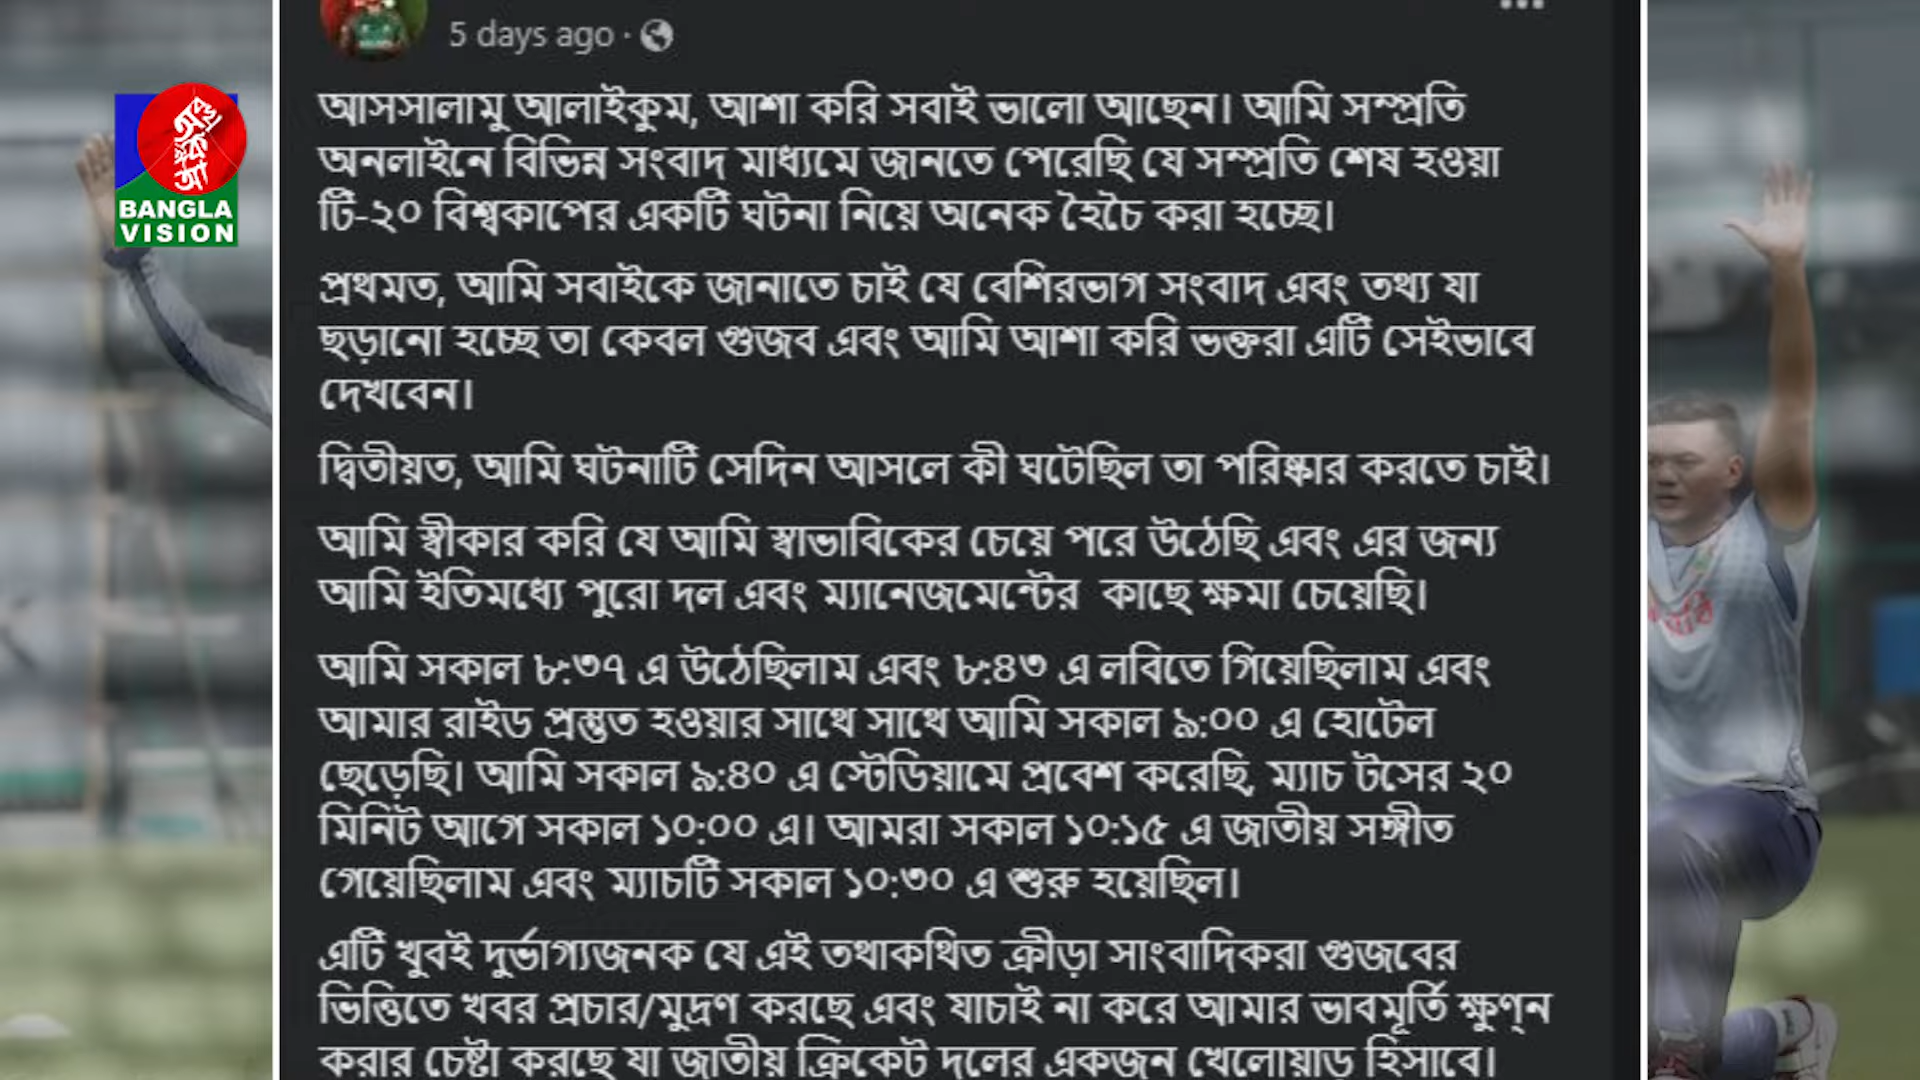 5 days ago ·
আসসালামু আলাইকুম, আশা করি সবাই ভালো আছেন। আমি সম্প্রতি
অনলাইনে বিভিন্ন সংবাদ মাধ্যমে জানতে পেরেছি যে সম্প্রতি শেষ হওয়া
টি-২০ বিশ্বকাপের একটি ঘটনা নিয়ে অনেক হৈচৈ করা হচ্ছে।
প্রথমত, আমি সবাইকে জানাতে চাই যে বেশিরভাগ সংবাদ এবং তথ্য যা
ছড়ানো হচ্ছে তা কেবল গুজব এবং আমি আশা করি ভক্তরা এটি সেইভাবে
দেখবেন।
দ্বিতীয়ত, আমি ঘটনাটি সেদিন আসলে কী ঘটেছিল তা পরিষ্কার করতে চাই।
আমি স্বীকার করি যে আমি স্বাভাবিকের চেয়ে পরে উঠেছি এবং এর জন্য
আমি ইতিমধ্যে পুরো দল এবং ম্যানেজমেন্টের কাছে ক্ষমা চেয়েছি।
আমি সকাল ৮:৩৭ এ উঠেছিলাম এবং ৮:৪৩ এ লবিতে গিয়েছিলাম এবং
আমার রাইড প্রস্তুত হওয়ার সাথে সাথে আমি সকাল ৯:০০ এ হোটেল
ছেড়েছি। আমি সকাল ৯:৪০ এ স্টেডিয়ামে প্রবেশ করেছি, ম্যাচ টসের ২০
মিনিট আগে সকাল ১০:০০ এ। আমরা সকাল ১০:১৫ এ জাতীয় সঙ্গীত
গেয়েছিলাম এবং ম্যাচটি সকাল ১০:৩০ এ শুরু হয়েছিল।
এটি খুবই দুর্ভাগ্যজনক যে এই তথাকথিত ক্রীড়া সাংবাদিকরা গুজবের
ভিত্তিতে খবর প্রচার/মুদ্রণ করছে এবং যাচাই না করে আমার ভাবমূর্তি ক্ষুণ্ন
করার চেষ্টা করছে যা জাতীয় ক্রিকেট দলের একজন খেলোয়াড় হিসাবে।
BANGLA
VISION